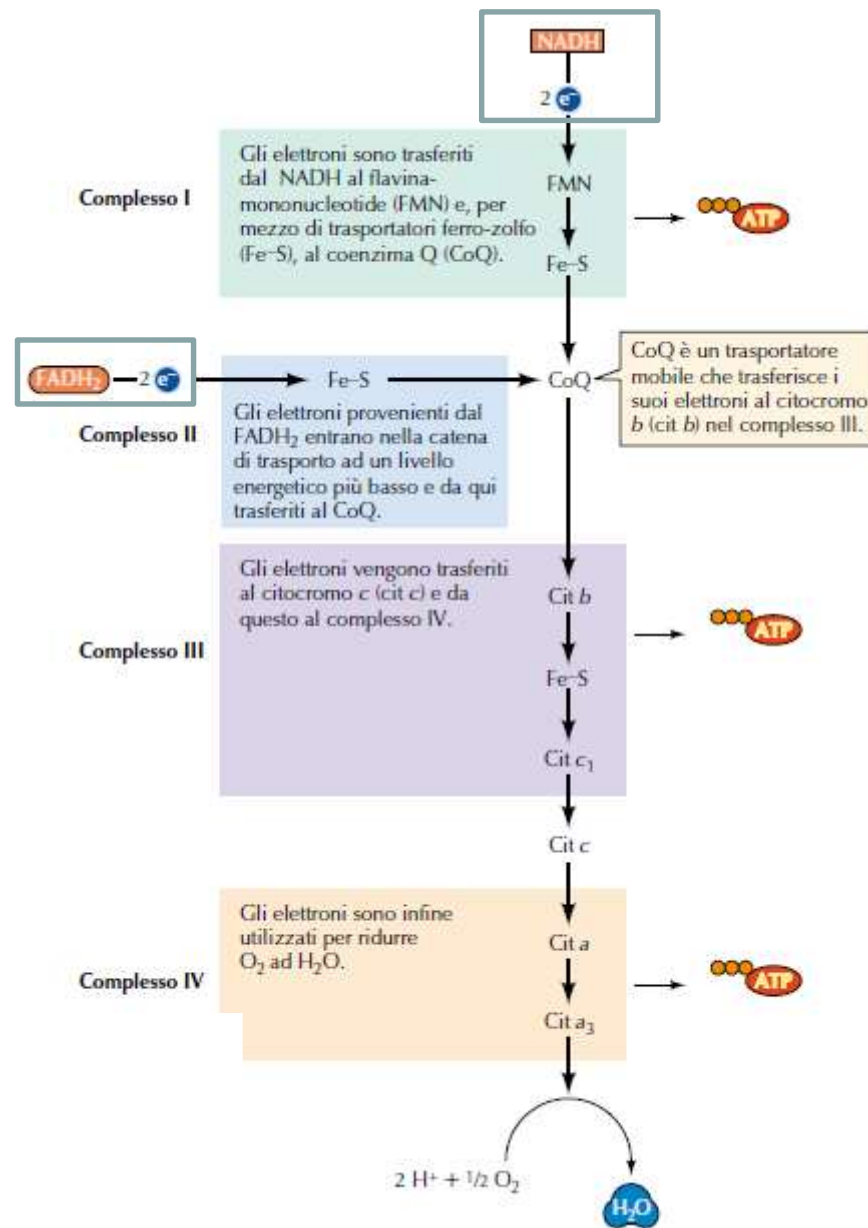 NADH
2 e⁻
Complesso I
Gli elettroni sono trasferiti
dal NADH al flavina-
mononucleotide (FMN) e, per
mezzo di trasportatori ferro-zolfo
(Fe–S), al coenzima Q (CoQ).
FMN
Fe–S
ATP
FADH₂
2 e⁻
Fe–S
CoQ
CoQ è un trasportatore
mobile che trasferisce i
suoi elettroni al citocromo
b (cit b) nel complesso III.
Complesso II
Gli elettroni provenienti dal
FADH₂ entrano nella catena
di trasporto ad un livello
energetico più basso e da qui
trasferiti al CoQ.
Complesso III
Gli elettroni vengono trasferiti
al citocromo c (cit c) e da
questo al complesso IV.
Cit b
Fe–S
Cit c₁
ATP
Cit c
Complesso IV
Gli elettroni sono infine
utilizzati per ridurre
O₂ ad H₂O.
Cit a
Cit a₃
ATP
2 H⁺ + 1/2 O₂
H₂O